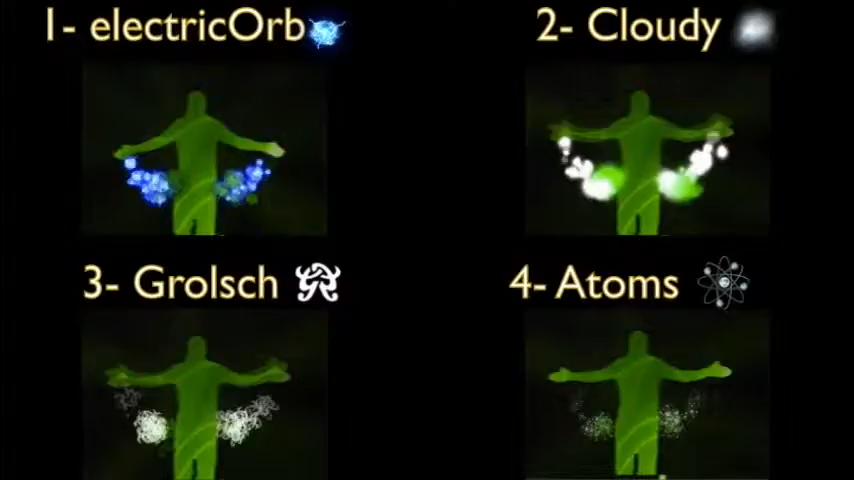 1- electricOrb
2- Cloudy
3- Grolsch
4- Atoms